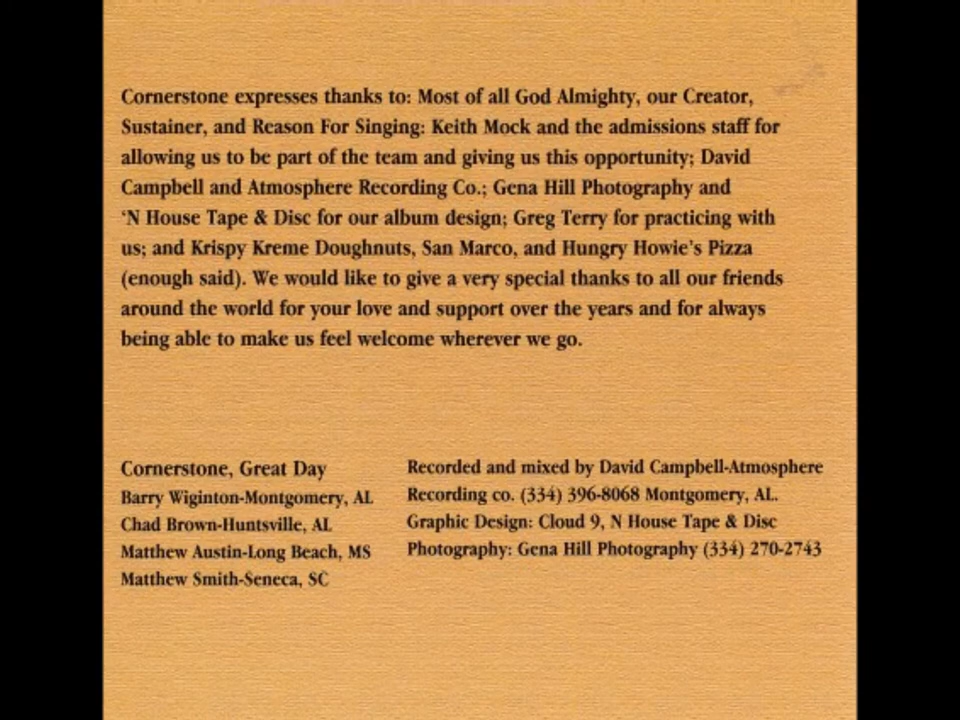 Cornerstone expresses thanks to: Most of all God Almighty, our Creator,
Sustainer, and Reason For Singing: Keith Mock and the admissions staff for
allowing us to be part of the team and giving us this opportunity; David
Campbell and Atmosphere Recording Co.; Gena Hill Photography and
‘N House Tape & Disc for our album design; Greg Terry for practicing with
us; and Krispy Kreme Doughnuts, San Marco, and Hungry Howie's Pizza
(enough said). We would like to give a very special thanks to all our friends
around the world for your love and support over the years and for always
being able to make us feel welcome wherever we go.
Cornerstone, Great Day
Barry Wiginton-Montgomery, AL
Chad Brown-Huntsville, AL
Matthew Austin-Long Beach, MS
Matthew Smith-Seneca, SC
Recorded and mixed by David Campbell-Atmosphere
Recording co. (334) 396-8068 Montgomery, AL.
Graphic Design: Cloud 9, N House Tape & Disc
Photography: Gena Hill Photography (334) 270-2743